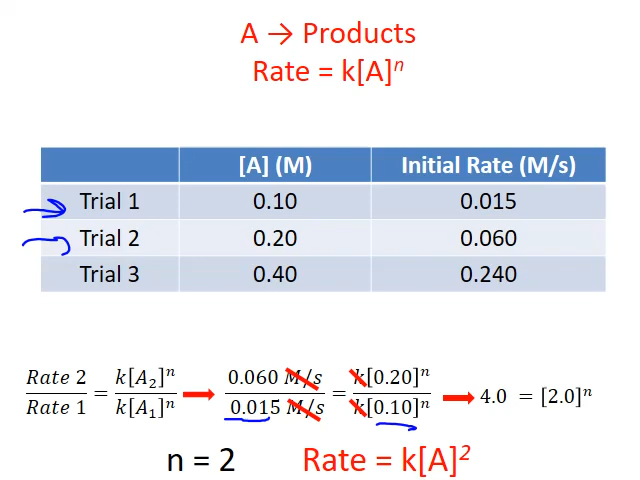 A → Products
Rate = k[A]ⁿ
[A] (M) Initial Rate (M/s)
Trial 1 0.10 0.015
Trial 2 0.20 0.060
Trial 3 0.40 0.240
Rate 2 / Rate 1 = k[A₂]ⁿ / k[A₁]ⁿ → 0.060 M/s / 0.015 M/s = k[0.20]ⁿ / k[0.10]ⁿ → 4.0 = [2.0]ⁿ
n = 2 Rate = k[A]²